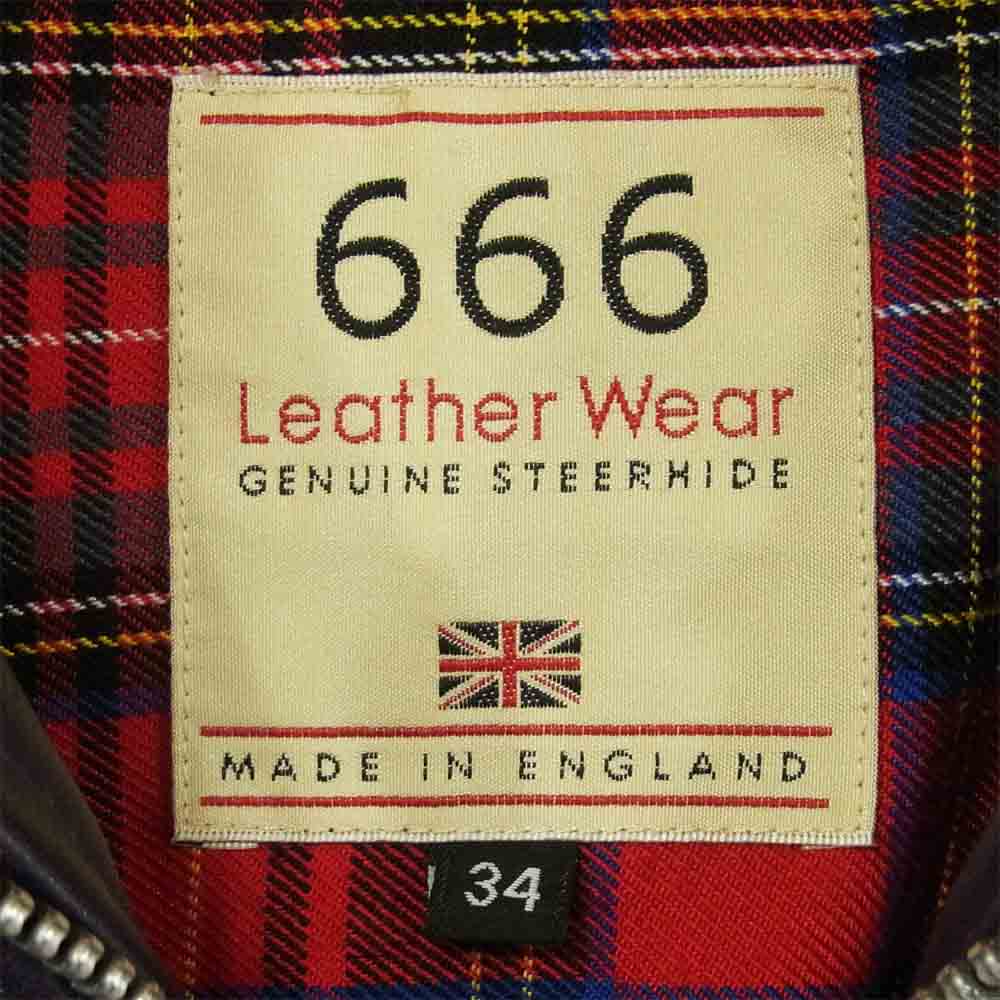 666
Leather Wear
GENUINE STEERHIDE
MADE IN ENGLAND
34